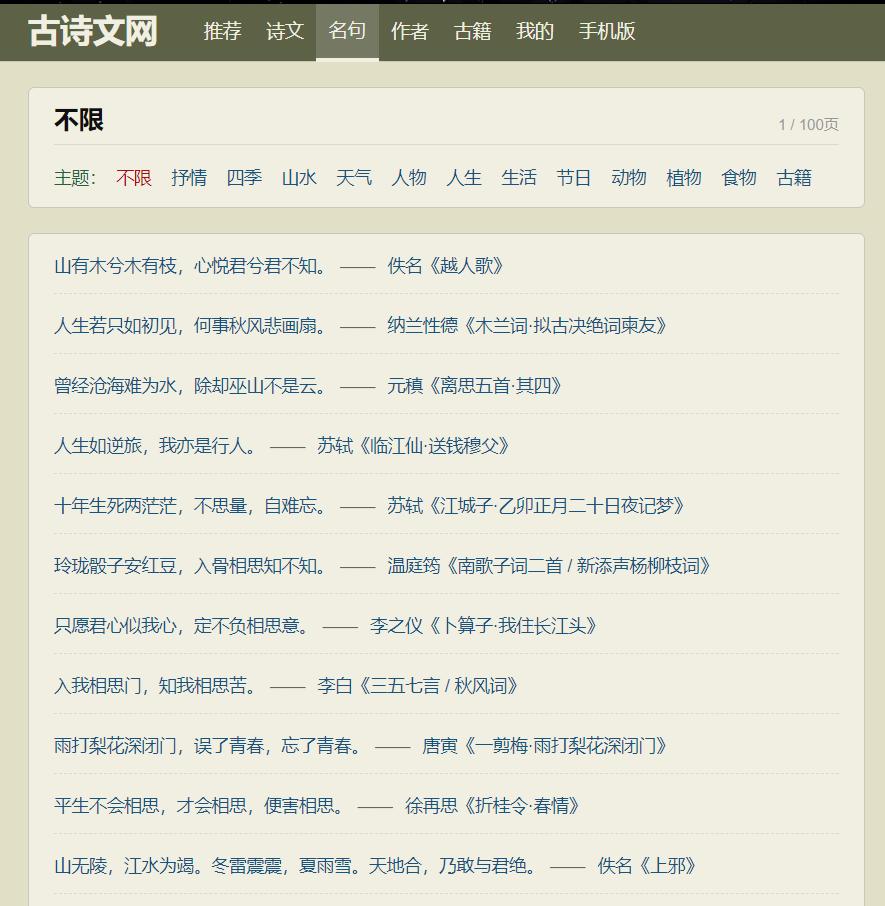 古诗文网 推荐 诗文 名句 作者 古籍 我的 手机版
不限
1 / 100页
主题： 不限 抒情 四季 山水 天气 人物 人生 生活 节日 动物 植物 食物 古籍
山有木兮木有枝，心悦君兮君不知。 —— 佚名《越人歌》
人生若只如初见，何事秋风悲画扇。 —— 纳兰性德《木兰词·拟古决绝词柬友》
曾经沧海难为水，除却巫山不是云。 —— 元稹《离思五首·其四》
人生如逆旅，我亦是行人。 —— 苏轼《临江仙·送钱穆父》
十年生死两茫茫，不思量，自难忘。 —— 苏轼《江城子·乙卯正月二十日夜记梦》
玲珑骰子安红豆，入骨相思知不知。 —— 温庭筠《南歌子词二首 / 新添声杨柳枝词》
只愿君心似我心，定不负相思意。 —— 李之仪《卜算子·我住长江头》
入我相思门，知我相思苦。 —— 李白《三五七言 / 秋风词》
雨打梨花深闭门，误了青春，忘了青春。 —— 唐寅《一剪梅·雨打梨花深闭门》
平生不会相思，才会相思，便害相思。 —— 徐再思《折桂令·春情》
山无陵，江水为竭。冬雷震震，夏雨雪。天地合，乃敢与君绝。 —— 佚名《上邪》